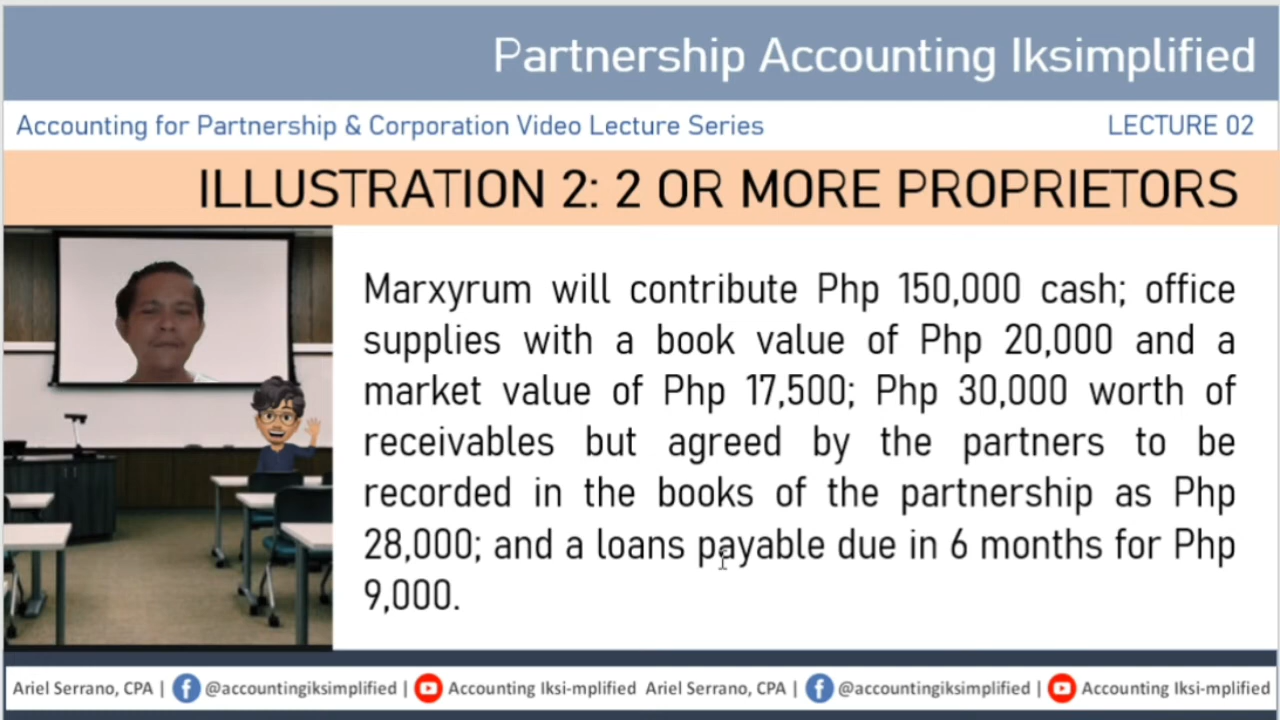 Partnership Accounting Iksimplified
Accounting for Partnership & Corporation Video Lecture Series LECTURE 02
ILLUSTRATION 2: 2 OR MORE PROPRIETORS
Marxyrum will contribute Php 150,000 cash; office
supplies with a book value of Php 20,000 and a
market value of Php 17,500; Php 30,000 worth of
receivables but agreed by the partners to be
recorded in the books of the partnership as Php
28,000; and a loans payable due in 6 months for Php
9,000.
Ariel Serrano, CPA | @accountingiksimplified | Accounting Iksi-mplified Ariel Serrano, CPA | @accountingiksimplified | Accounting Iksi-mplified